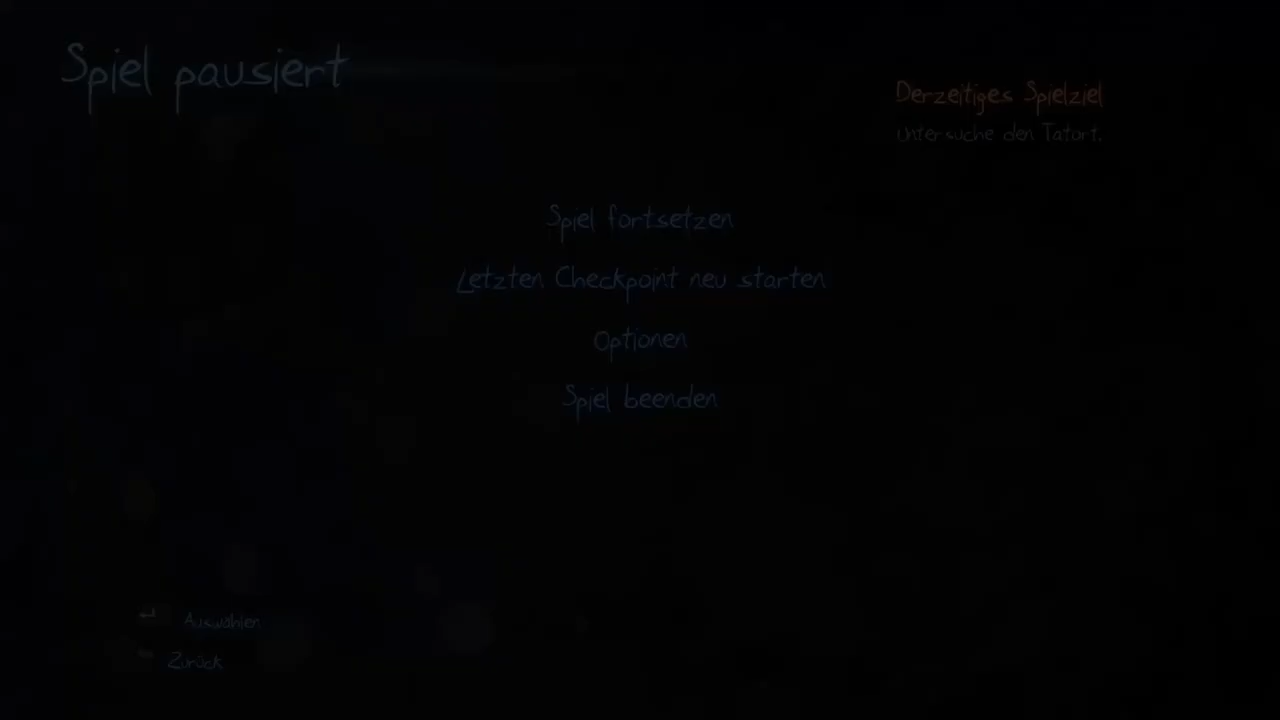 Spiel pausiert
Derzeitiges Spielziel
Untersuche den Tatort.
Spiel fortsetzen
Letzten Checkpoint neu starten
Optionen
Spiel beenden
Auswählen
Zurück